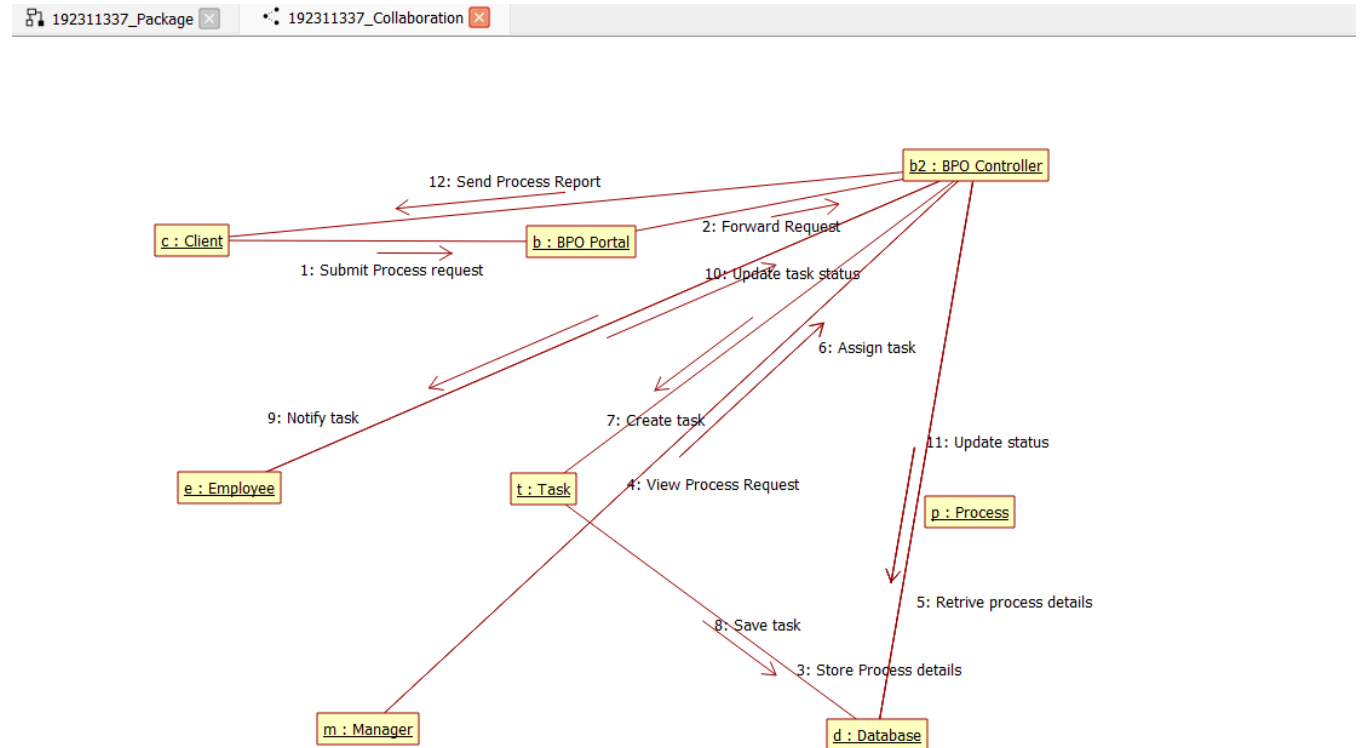 192311337_Package
192311337_Collaboration
b2 : BPO Controller
12: Send Process Report
c : Client
b : BPO Portal
2: Forward Request
1: Submit Process request
10: Update task status
6: Assign task
9: Notify task
7: Create task
11: Update status
e : Employee
t : Task
4: View Process Request
p : Process
5: Retrive process details
8: Save task
3: Store Process details
m : Manager
d : Database